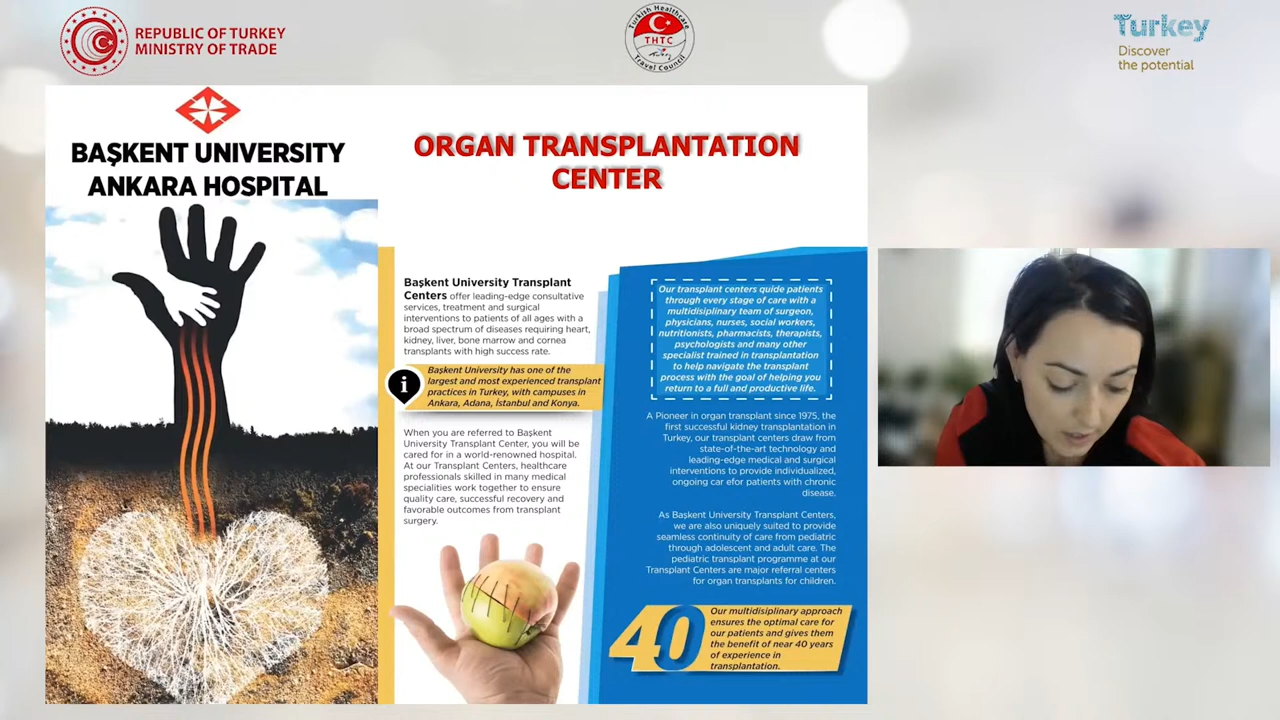 REPUBLIC OF TURKEY
MINISTRY OF TRADE
Turkish Healthcare
THTC
Travel Council
Turkey
Discover
the potential
BAŞKENT UNIVERSITY
ANKARA HOSPITAL
ORGAN TRANSPLANTATION
CENTER
Başkent University Transplant
Centers offer leading-edge consultative
services, treatment and surgical
interventions to patients of all ages with a
broad spectrum of diseases requiring heart,
kidney, liver, bone marrow and cornea
transplants with high success rate.
i
Başkent University has one of the
largest and most experienced transplant
practices in Turkey, with campuses in
Ankara, Adana, İstanbul and Konya.
When you are referred to Başkent
University Transplant Center, you will be
cared for in a world-renowned hospital.
At our Transplant Centers, healthcare
professionals skilled in many medical
specialities work together to ensure
quality care, successful recovery and
favorable outcomes from transplant
surgery.
Our transplant centers quide patients
through every stage of care with a
multidisiplinary team of surgeon,
physicians, nurses, social workers,
nutritionists, pharmacists, therapists,
psychologists and many other
specialist trained in transplantation
to help navigate the transplant
process with the goal of helping you
return to a full and productive life.
A Pioneer in organ transplant since 1975, the
first successful kidney transplantation in
Turkey, our transplant centers draw from
state-of-the-art technology and
leading-edge medical and surgical
interventions to provide individualized,
ongoing car efor patients with chronic
disease.
As Başkent University Transplant Centers,
we are also uniquely suited to provide
seamless continuity of care from pediatric
through adolescent and adult care. The
pediatric transplant programme at our
Transplant Centers are major referral centers
for organ transplants for children.
40
Our multidisiplinary approach
ensures the optimal care for
our patients and gives them
the benefit of near 40 years
of experience in
transplantation.